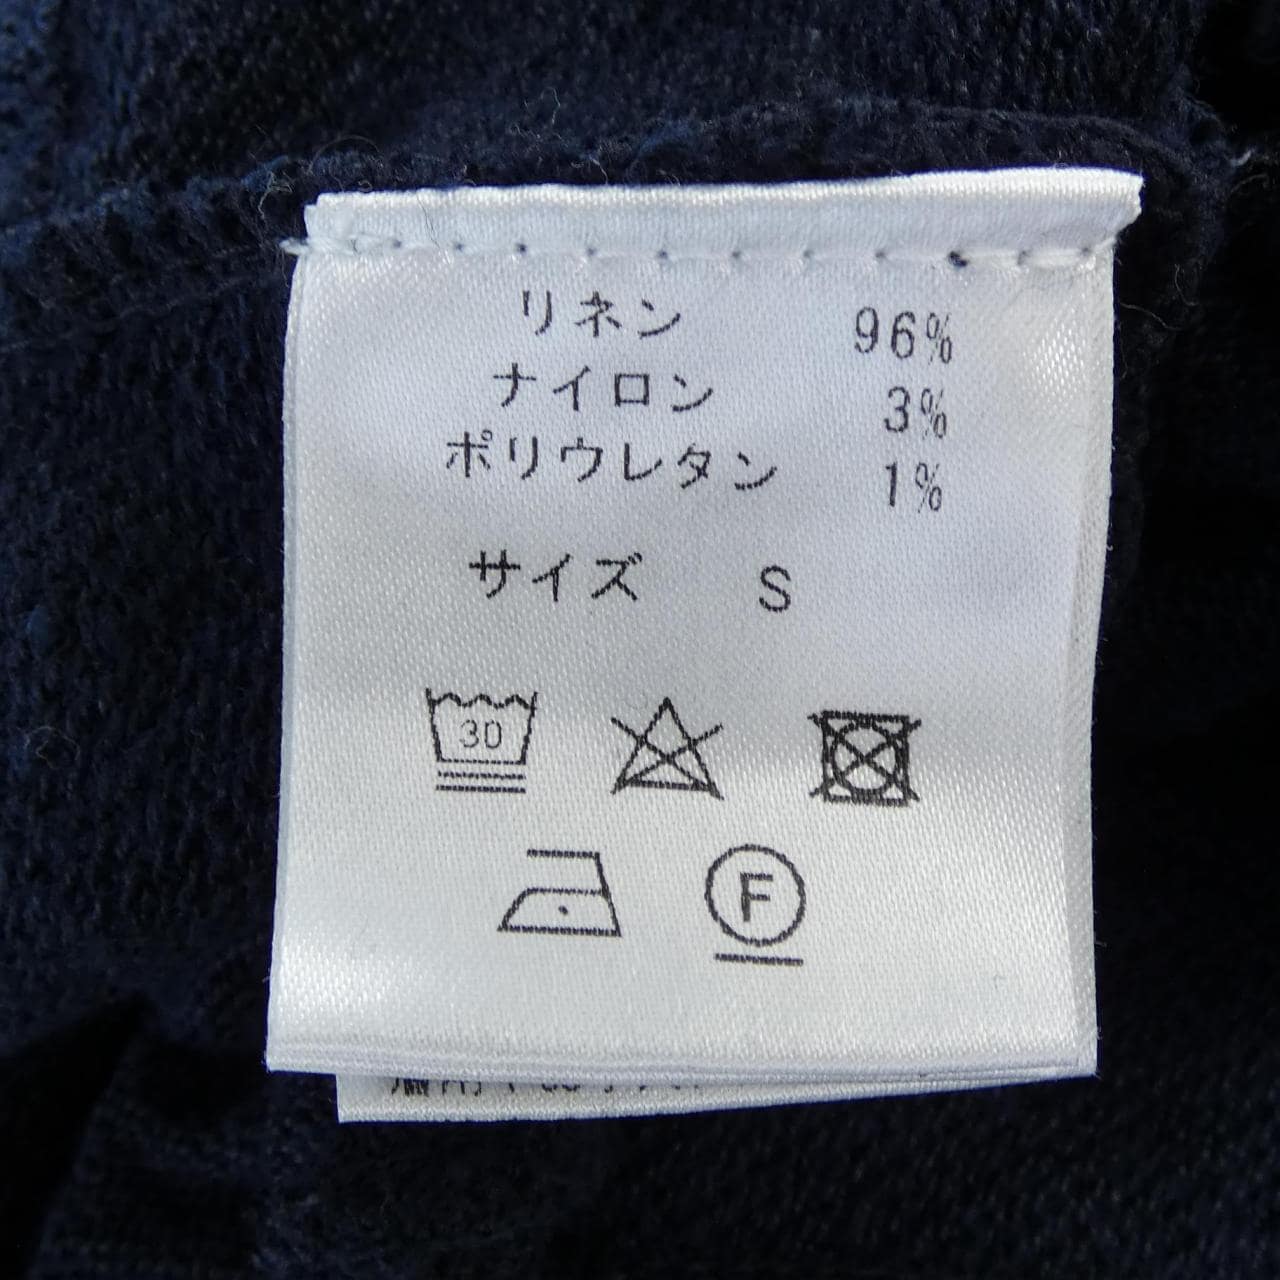 リネン 96%
ナイロン 3%
ポリウレタン 1%
サイズ S
30
F